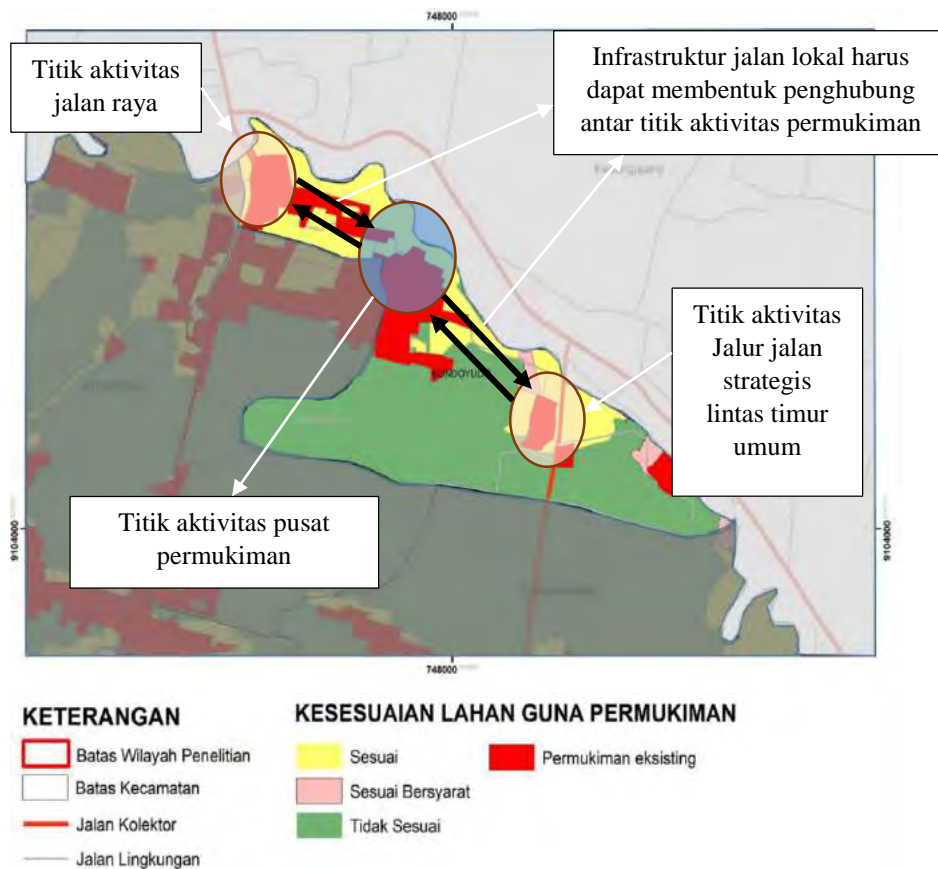 748000
Titik aktivitas
jalan raya
Infrastruktur jalan lokal harus
dapat membentuk penghubung
antar titik aktivitas permukiman
Titik aktivitas
Jalur jalan
strategis
lintas timur
umum
Titik aktivitas pusat
permukiman
9104000
9104000
748000
KETERANGAN
Batas Wilayah Penelitian
Batas Kecamatan
Jalan Kolektor
Jalan Lingkungan
KESESUAIAN LAHAN GUNA PERMUKIMAN
Sesuai
Sesuai Bersyarat
Tidak Sesuai
Permukiman eksisting